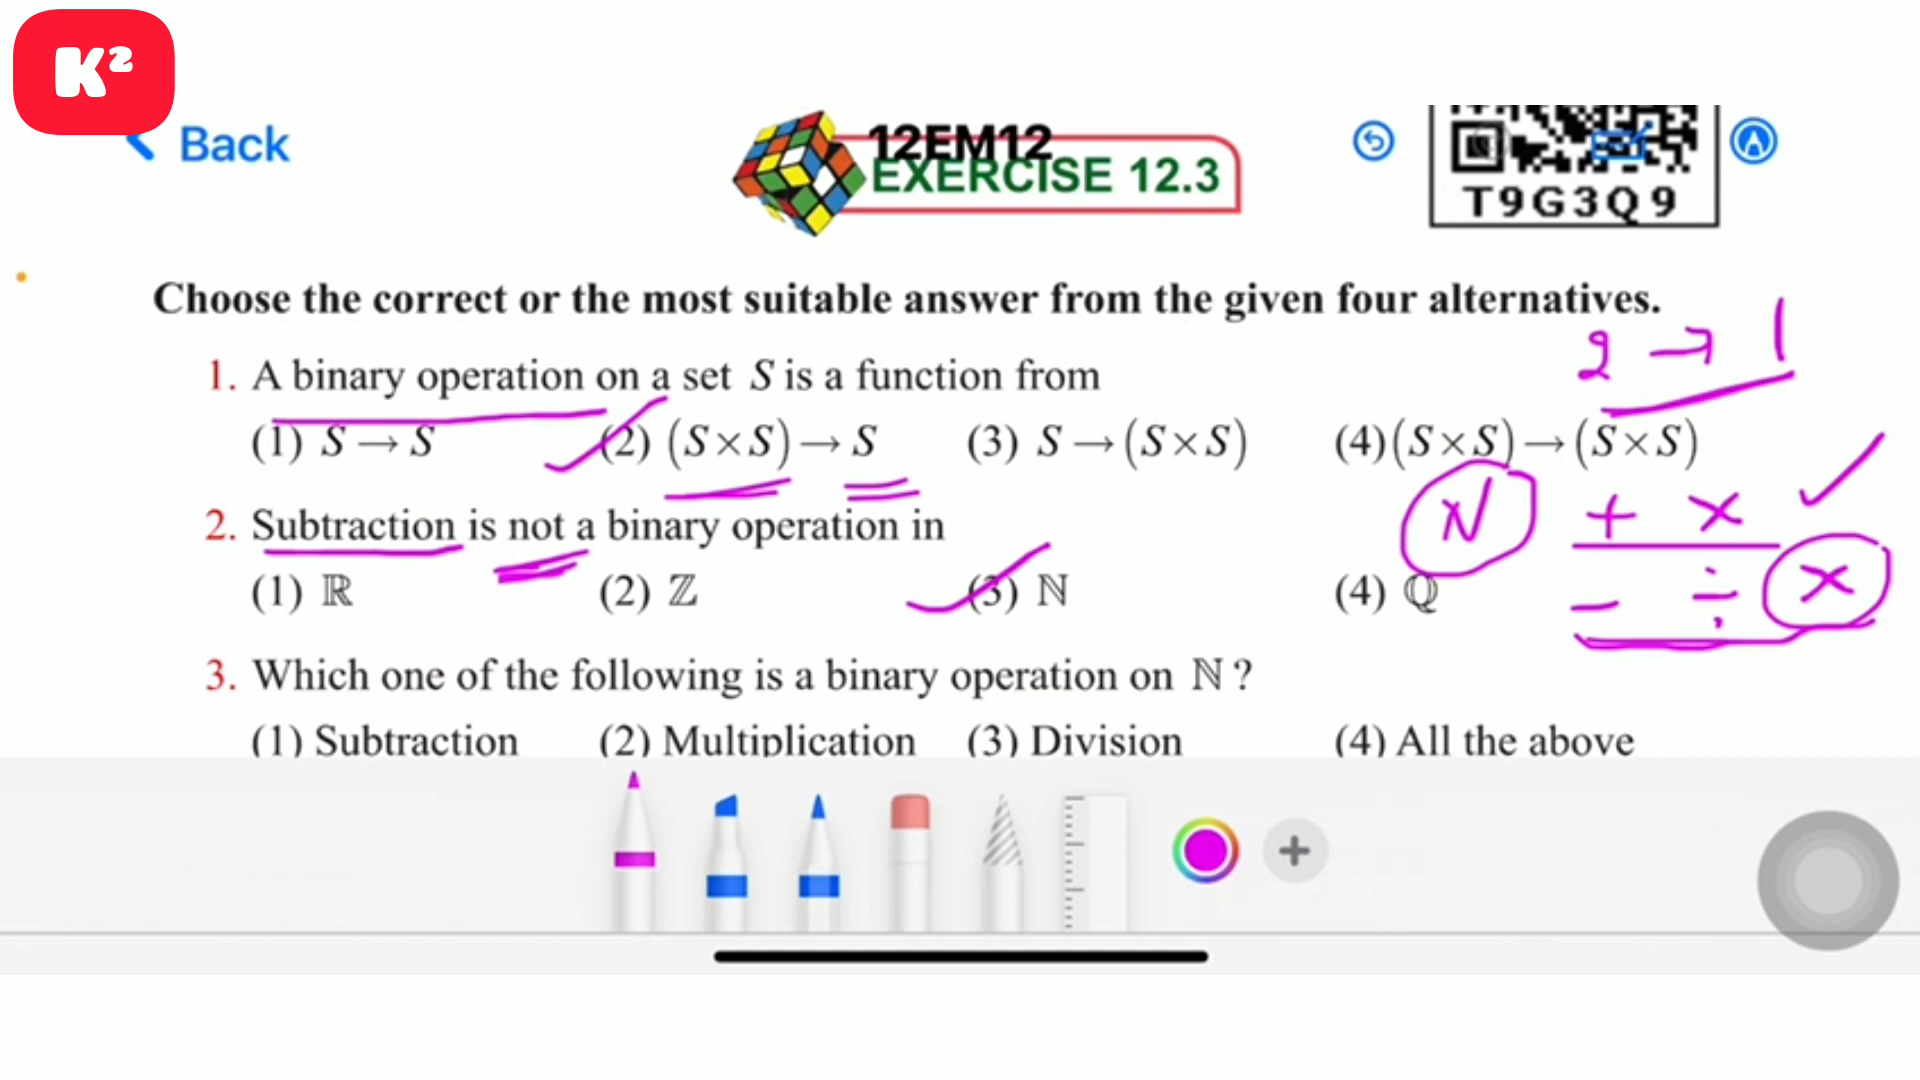 K²
Back
12EM12
EXERCISE 12.3
T9G3Q9
Choose the correct or the most suitable answer from the given four alternatives.
2 → 1
1. A binary operation on a set S is a function from
(1) S → S (2) (S×S) → S (3) S → (S×S) (4) (S×S) → (S×S)
N + × ✓
2. Subtraction is not a binary operation in
(1) ℝ (2) ℤ (3) ℕ (4) ℚ
− ÷ ×
3. Which one of the following is a binary operation on ℕ?
(1) Subtraction (2) Multiplication (3) Division (4) All the above